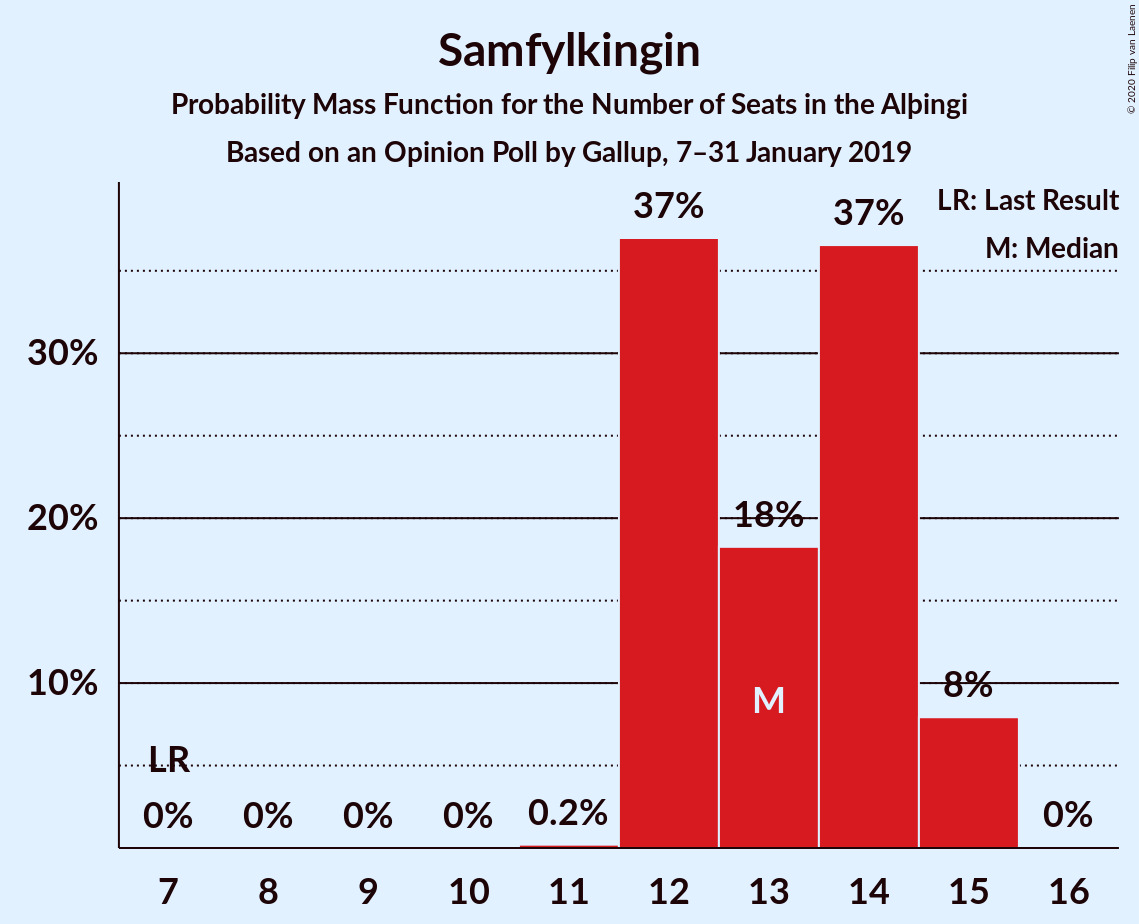 Samfylkingin
Probability Mass Function for the Number of Seats in the Alþingi
Based on an Opinion Poll by Gallup, 7–31 January 2019
© 2020 Filip van Laenen
LR: Last Result
M: Median
37%
37%
30%
20%
18%
10%
8%
M
LR
0%
0%
0%
0%
0.2%
0%
7 8 9 10 11 12 13 14 15 16